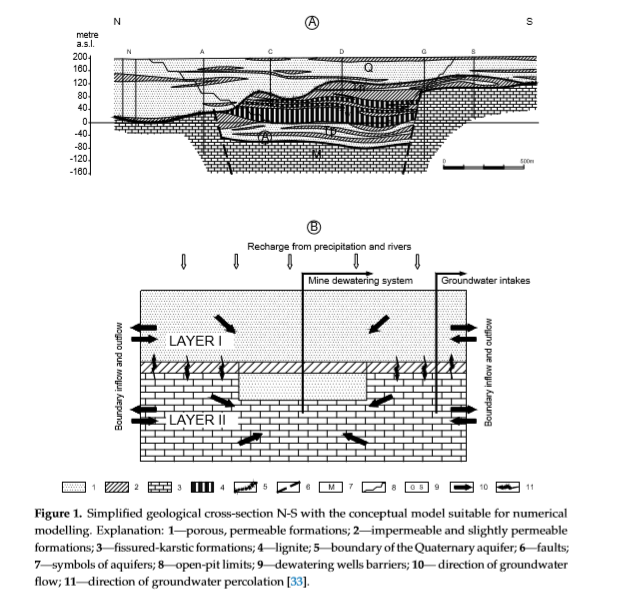 N
A
S
metre
a.s.l.
N A C D G S
200
160
120
80
40
0
-40
-80
-120
-160
Q
Tp
M
0 500m
B
Recharge from precipitation and rivers
Mine dewatering system
Groundwater intakes
Boundary inflow and outflow
LAYER I
LAYER II
Boundary inflow and outflow
1 2 3 4 5 6 M 7 8 G S 9 10 11
Figure 1. Simplified geological cross-section N-S with the conceptual model suitable for numerical
modelling. Explanation: 1—porous, permeable formations; 2—impermeable and slightly permeable
formations; 3—fissured-karstic formations; 4—lignite; 5—boundary of the Quaternary aquifer; 6—faults;
7—symbols of aquifers; 8—open-pit limits; 9—dewatering wells barriers; 10— direction of groundwater
flow; 11—direction of groundwater percolation [33].